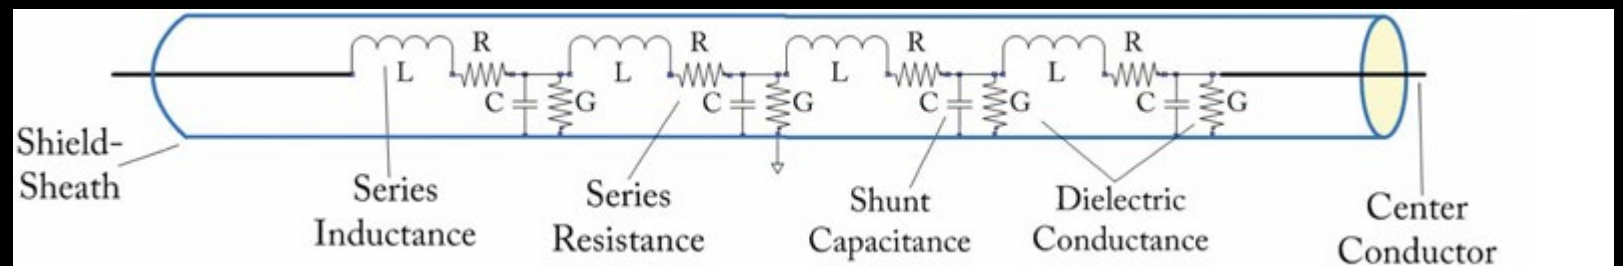 R R R R
L L L L
C G C G C G C G
Shield-
Sheath
Series
Inductance
Series
Resistance
Shunt
Capacitance
Dielectric
Conductance
Center
Conductor